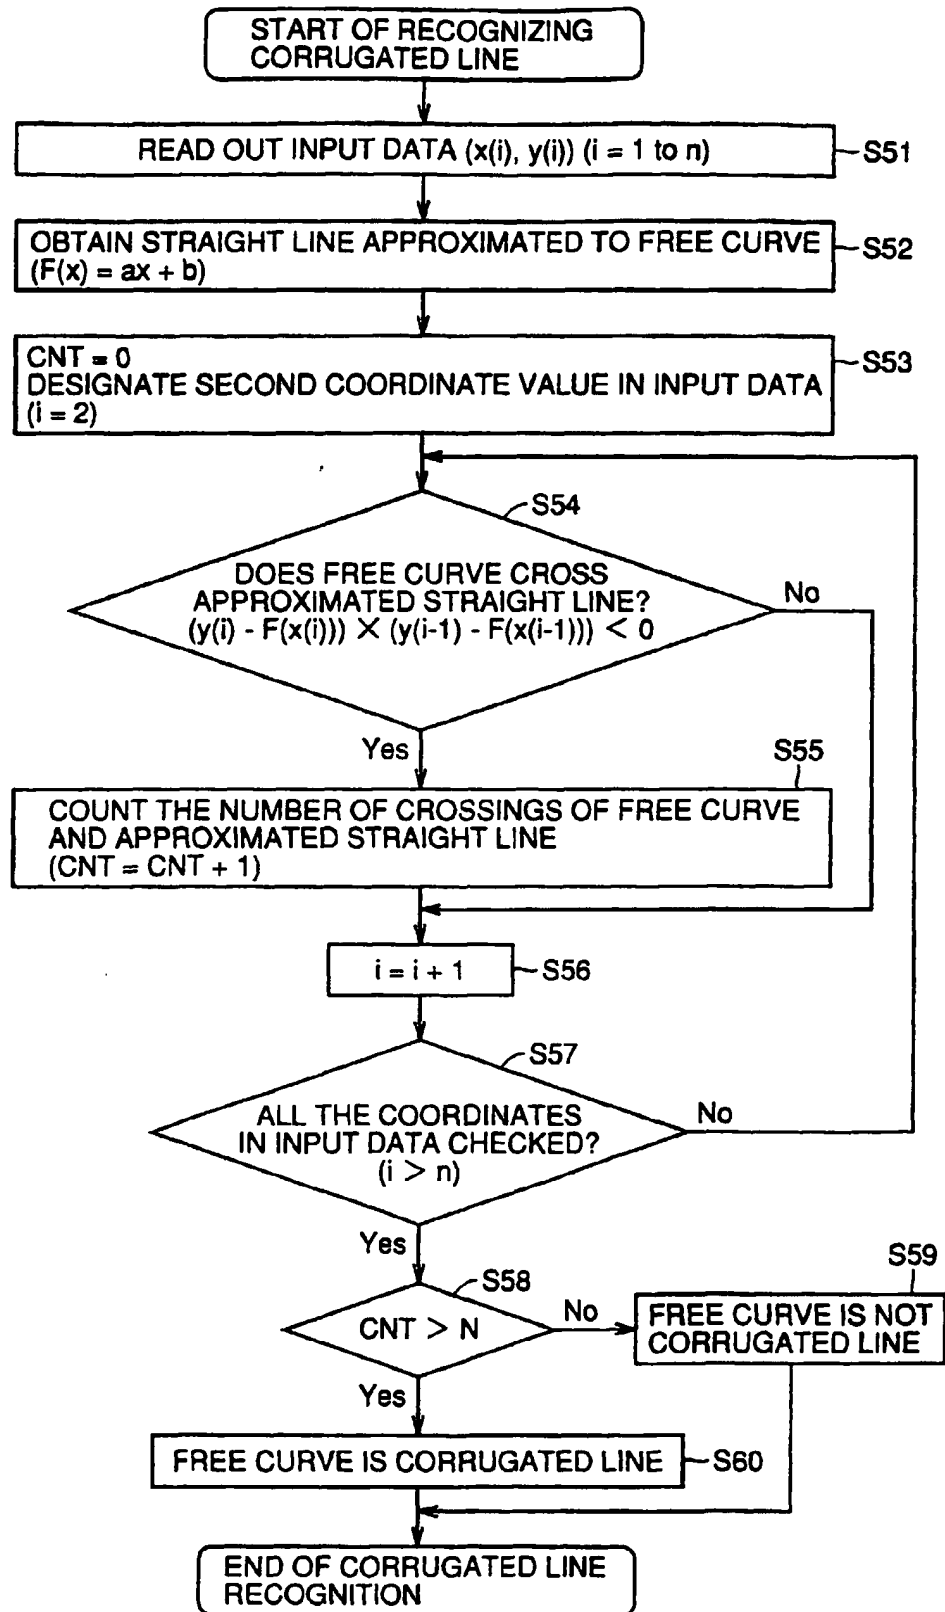 START OF RECOGNIZING
CORRUGATED LINE
READ OUT INPUT DATA (x(i), y(i)) (i = 1 to n)
S51
OBTAIN STRAIGHT LINE APPROXIMATED TO FREE CURVE
(F(x) = ax + b)
S52
CNT = 0
DESIGNATE SECOND COORDINATE VALUE IN INPUT DATA
(i = 2)
S53
S54
DOES FREE CURVE CROSS
APPROXIMATED STRAIGHT LINE?
(y(i) - F(x(i))) × (y(i-1) - F(x(i-1))) < 0
No
Yes
S55
COUNT THE NUMBER OF CROSSINGS OF FREE CURVE
AND APPROXIMATED STRAIGHT LINE
(CNT = CNT + 1)
i = i + 1
S56
S57
ALL THE COORDINATES
IN INPUT DATA CHECKED?
(i > n)
No
Yes
S58
CNT > N
No
S59
FREE CURVE IS NOT
CORRUGATED LINE
Yes
FREE CURVE IS CORRUGATED LINE
S60
END OF CORRUGATED LINE
RECOGNITION